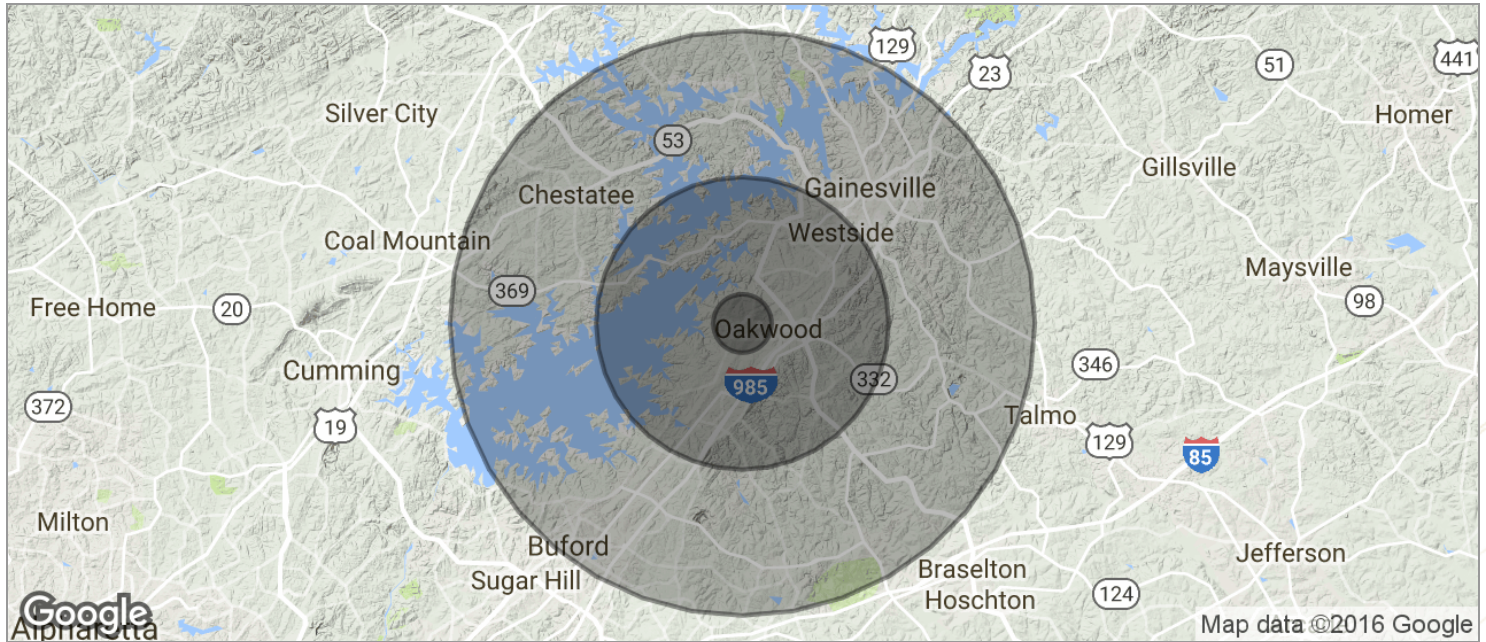 129
23
51
441
Silver City
Homer
53
Gillsville
Chestatee
Gainesville
Westside
Coal Mountain
Maysville
369
98
Free Home
20
Oakwood
346
Cumming
985
332
372
Talmo
19
129
85
Milton
Buford
Jefferson
Sugar Hill
Braselton
124
Hoschton
Google
Alpharetta
Map data ©2016 Google